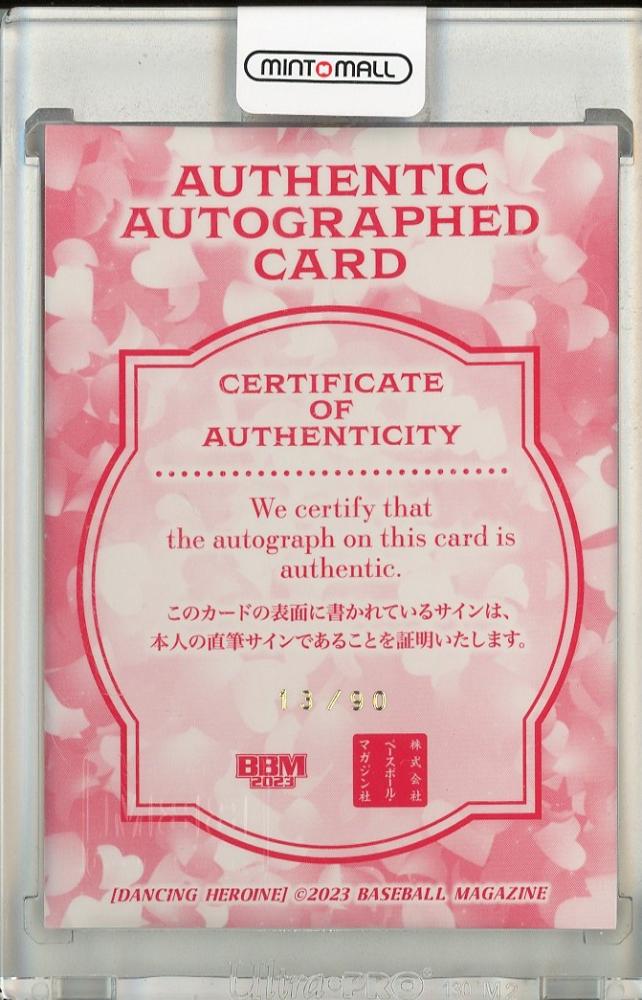 MINTMALL
AUTHENTIC
AUTOGRAPHED
CARD
CERTIFICATE
OF
AUTHENTICITY
We certify that
the autograph on this card is
authentic.
このカードの表面に書かれているサインは、
本人の直筆サインであることを証明いたします。
13/90
BBM
2023
株式会社
ベースボール・
マガジン社
[DANCING HEROINE] ©2023 BASEBALL MAGAZINE
Ultra·PRO®